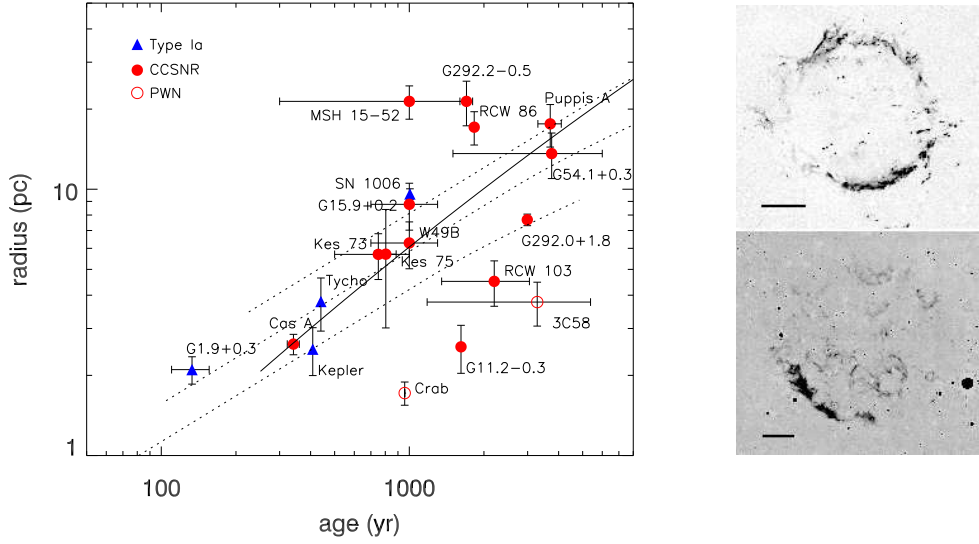 Type Ia
CCSNR
PWN
G292.2−0.5
MSH 15−52
RCW 86
Puppis A
SN 1006
G54.1+0.3
G15.9+0.2
W49B
G292.0+1.8
Kes 73
Kes 75
RCW 103
Tycho
Cas A
3C58
G1.9+0.3
Kepler
G11.2−0.3
Crab
10
1
radius (pc)
100
1000
age (yr)